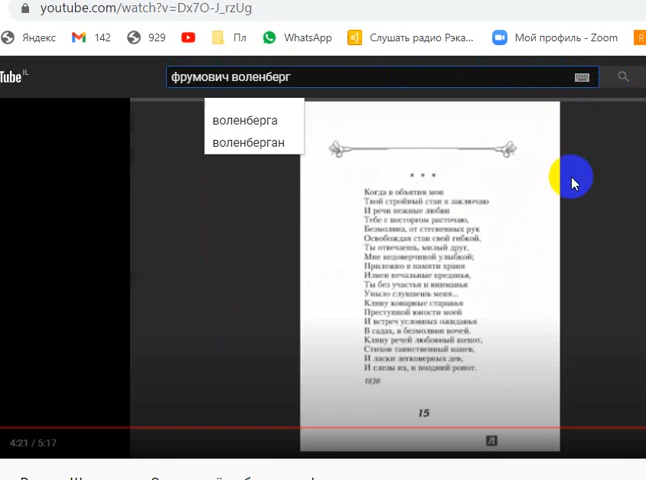 youtube.com/watch?v=Dx7O-J_rzUg
Яндекс 142 929 Пл WhatsApp Слушать радио Рэка... Мой профиль - Zoom
Tube IL
фрумович воленберг
воленберга
воленберган
* * *
Когда в объятия мои
Твой стройный стан я заключаю
И речи нежные любви
Тебе с восторгом расточаю,
Безмолвна, от стесненных рук
Освобождая стан свой гибкой,
Ты отвечаешь, милый друг,
Мне недоверчивой улыбкой;
Прилежно в памяти храня
Измен печальные преданья,
Ты без участья и вниманья
Уныло слушаешь меня...
Кляну коварные старанья
Преступной юности моей
И встреч условных ожиданья
В садах, в безмолвии ночей.
Кляну речей любовный шепот,
Стихов таинственный напев,
И ласки легковерных дев,
И слезы их, и поздний ропот.
1830
15
4:21 / 5:17